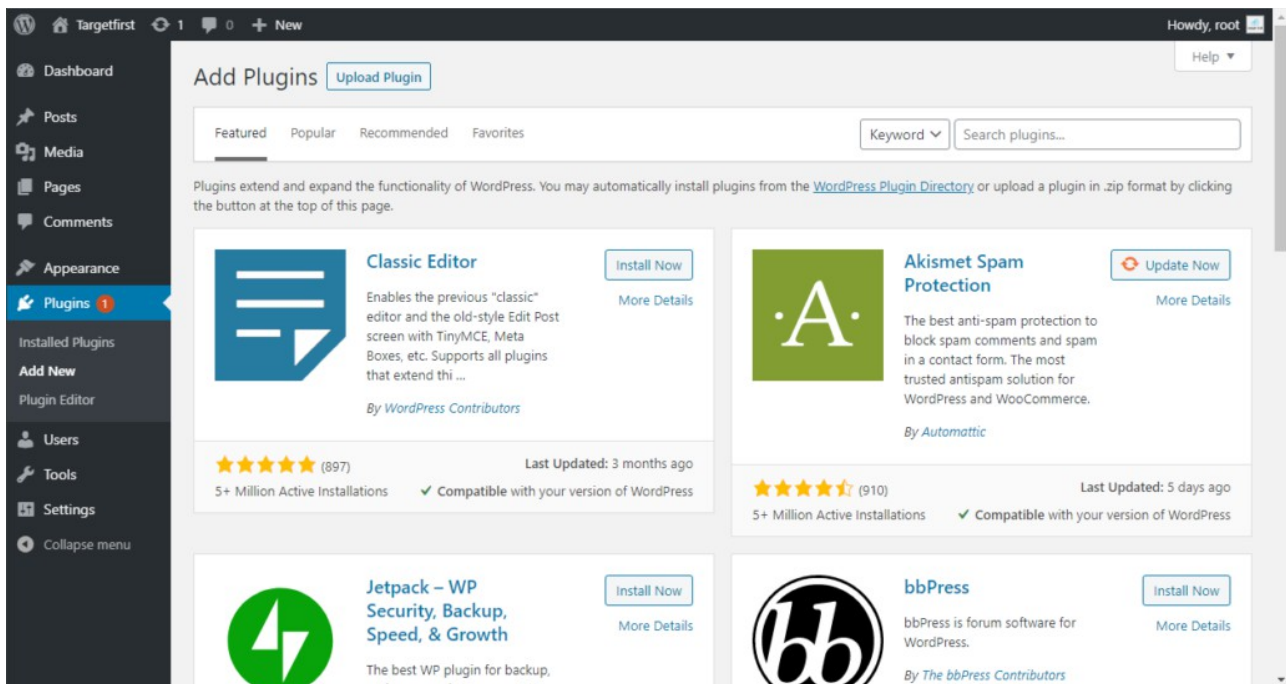 Targetfirst 1 0 + New Howdy, root
Help ▼
Dashboard
Posts
Media
Pages
Comments
Appearance
Plugins 1
Installed Plugins
Add New
Plugin Editor
Users
Tools
Settings
Collapse menu
Add Plugins Upload Plugin
Featured Popular Recommended Favorites Keyword Search plugins...
Plugins extend and expand the functionality of WordPress. You may automatically install plugins from the WordPress Plugin Directory or upload a plugin in .zip format by clicking
the button at the top of this page.
Classic Editor
Install Now
More Details
Enables the previous "classic"
editor and the old-style Edit Post
screen with TinyMCE, Meta
Boxes, etc. Supports all plugins
that extend thi ...
By WordPress Contributors
(897)
Last Updated: 3 months ago
5+ Million Active Installations
✓ Compatible with your version of WordPress
·A·
Akismet Spam
Protection
Update Now
More Details
The best anti-spam protection to
block spam comments and spam
in a contact form. The most
trusted antispam solution for
WordPress and WooCommerce.
By Automattic
(910)
Last Updated: 5 days ago
5+ Million Active Installations
✓ Compatible with your version of WordPress
Jetpack – WP
Security, Backup,
Speed, & Growth
Install Now
More Details
The best WP plugin for backup,
bb
bbPress
Install Now
More Details
bbPress is forum software for
WordPress.
By The bbPress Contributors